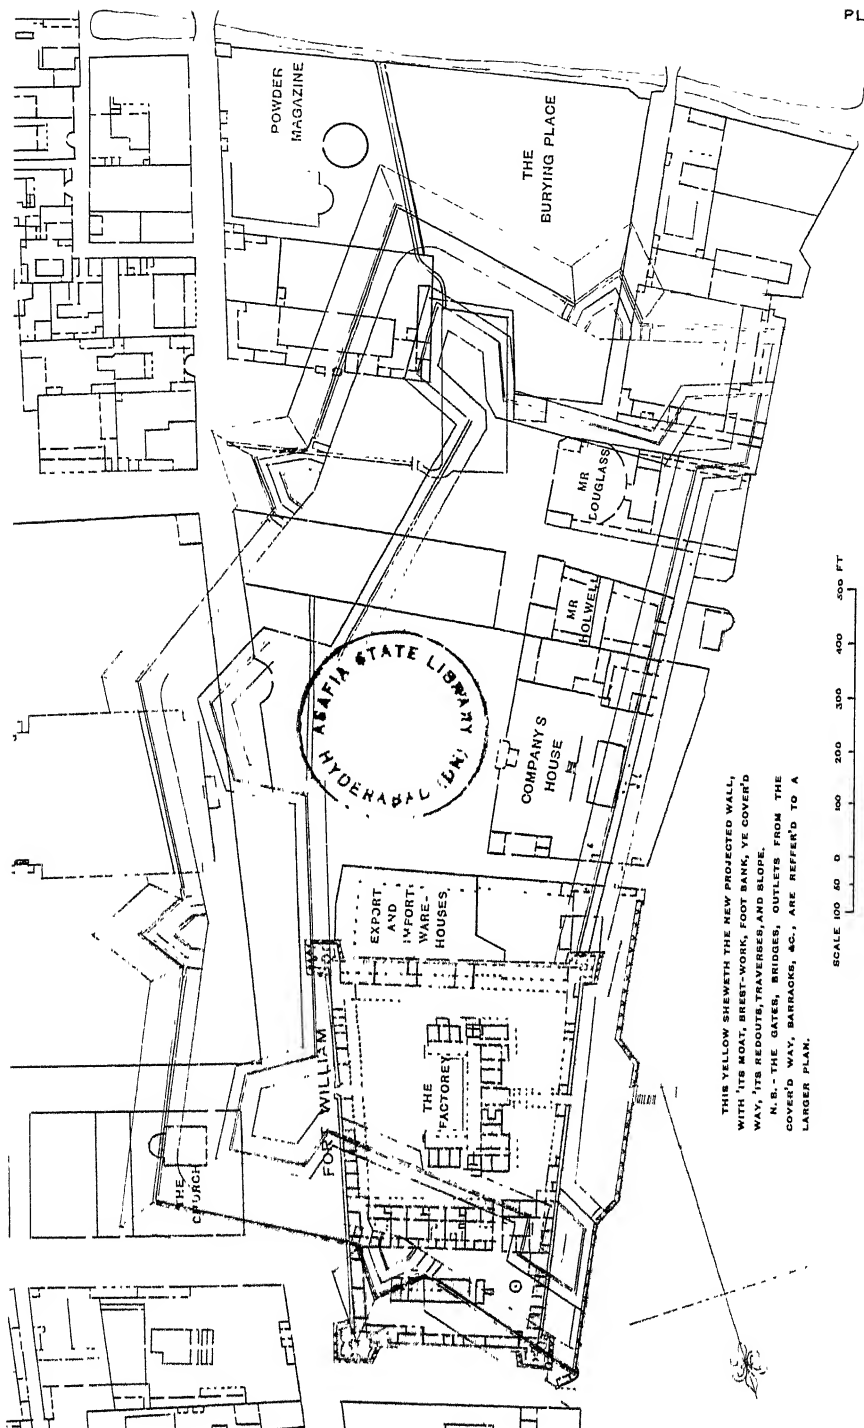 PL
POWDER
MAGAZINE
THE
BURYING PLACE
MR
DOUGLASS
MR
HOLWELL
COMPANYS
HOUSE
ASAFIA STATE LIBRARY
HYDERABAD (DN)
EXPORT
AND
IMPORT
WARE-
HOUSES
FORT WILLIAM
THE
FACTOREY
THE
CHURCH
THIS YELLOW SHEWETH THE NEW PROJECTED WALL,
WITH 'ITS MOAT, BREST-WORK, FOOT BANK, YE COVER'D
WAY, 'ITS REDOUTS, TRAVERSES, AND SLOPE.
N. B. - THE GATES, BRIDGES, OUTLETS FROM THE
COVER'D WAY, BARRACKS, &C., ARE REFFER'D TO A
LARGER PLAN.
SCALE 100 50 0 100 200 300 400 500 FT